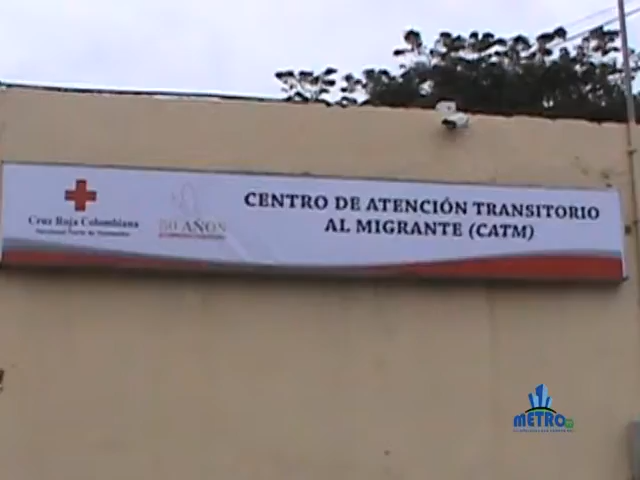 Cruz Roja Colombiana
50 AÑOS
CENTRO DE ATENCIÓN TRANSITORIO
AL MIGRANTE (CATM)
METRO